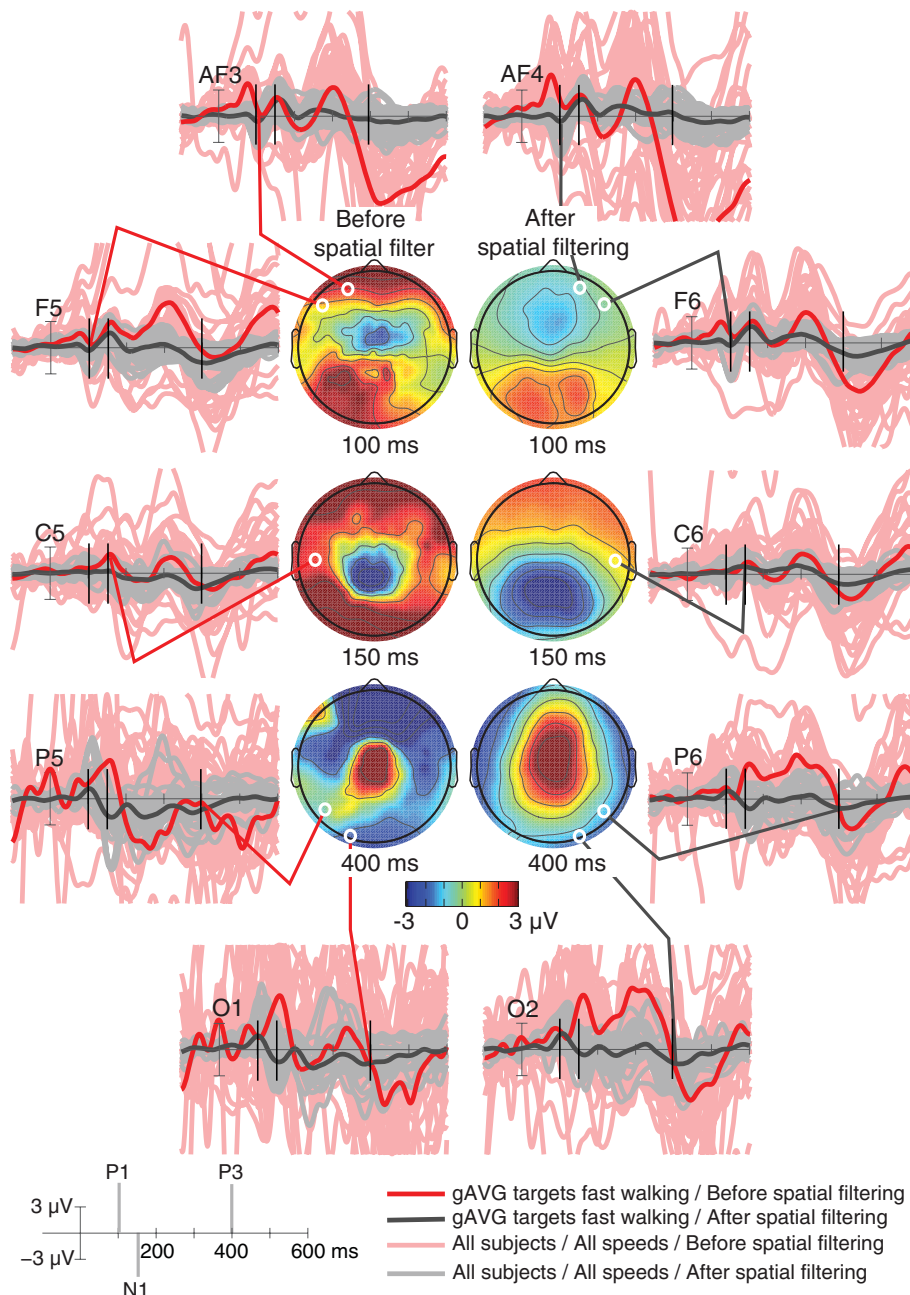 AF3
AF4
Before
spatial filter
After
spatial filtering
F5
F6
100 ms
100 ms
C5
C6
150 ms
150 ms
P5
P6
400 ms
400 ms
-3 0 3 µV
O1
O2
P1 P3
3 µV
–3 µV
200 400 600 ms
N1
gAVG targets fast walking / Before spatial filtering
gAVG targets fast walking / After spatial filtering
All subjects / All speeds / Before spatial filtering
All subjects / All speeds / After spatial filtering